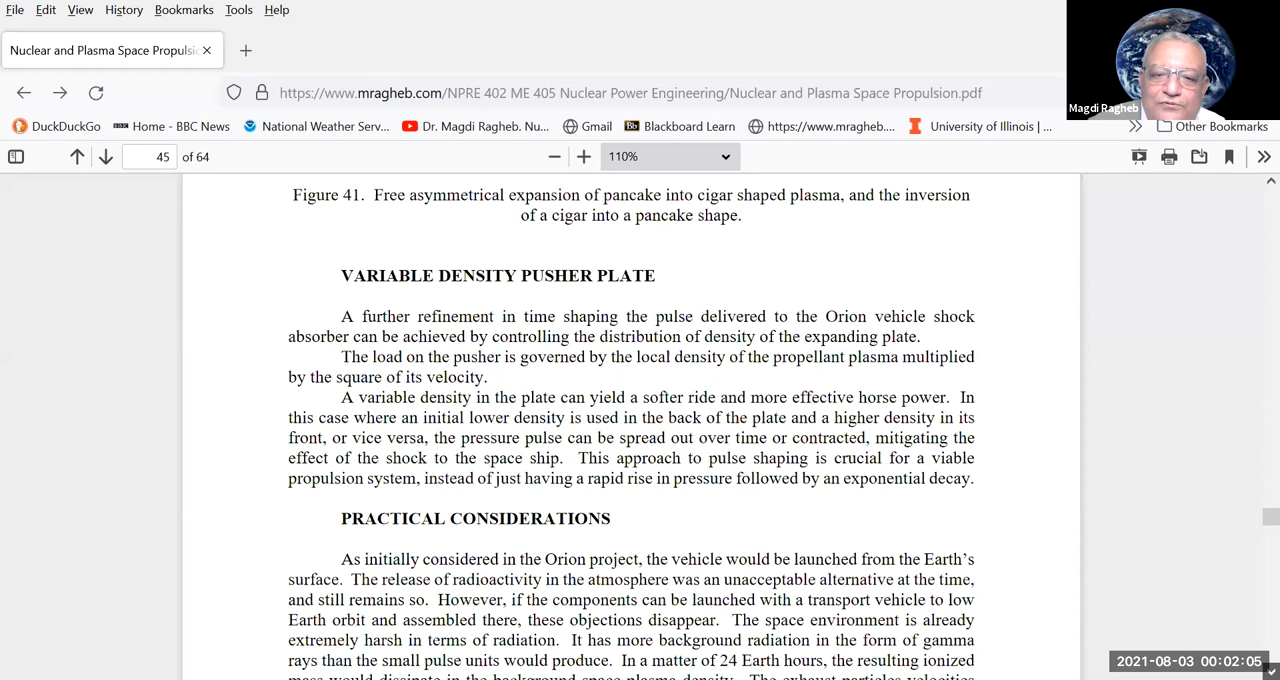 File Edit View History Bookmarks Tools Help
Nuclear and Plasma Space Propulsi
https://www.mragheb.com/NPRE 402 ME 405 Nuclear Power Engineering/Nuclear and Plasma Space Propulsion.pdf
Magdi Ragheb
DuckDuckGo BBC Home - BBC News National Weather Serv... Dr. Magdi Ragheb. Nu... Gmail Bb Blackboard Learn https://www.mragheb.... University of Illinois |... Other Bookmarks
45 of 64 110%
Figure 41. Free asymmetrical expansion of pancake into cigar shaped plasma, and the inversion
of a cigar into a pancake shape.
VARIABLE DENSITY PUSHER PLATE
A further refinement in time shaping the pulse delivered to the Orion vehicle shock
absorber can be achieved by controlling the distribution of density of the expanding plate.
The load on the pusher is governed by the local density of the propellant plasma multiplied
by the square of its velocity.
A variable density in the plate can yield a softer ride and more effective horse power. In
this case where an initial lower density is used in the back of the plate and a higher density in its
front, or vice versa, the pressure pulse can be spread out over time or contracted, mitigating the
effect of the shock to the space ship. This approach to pulse shaping is crucial for a viable
propulsion system, instead of just having a rapid rise in pressure followed by an exponential decay.
PRACTICAL CONSIDERATIONS
As initially considered in the Orion project, the vehicle would be launched from the Earth's
surface. The release of radioactivity in the atmosphere was an unacceptable alternative at the time,
and still remains so. However, if the components can be launched with a transport vehicle to low
Earth orbit and assembled there, these objections disappear. The space environment is already
extremely harsh in terms of radiation. It has more background radiation in the form of gamma
rays than the small pulse units would produce. In a matter of 24 Earth hours, the resulting ionized
mass would dissipate in the background space plasma density. The exhaust particles velocities
2021-08-03 00:02:05